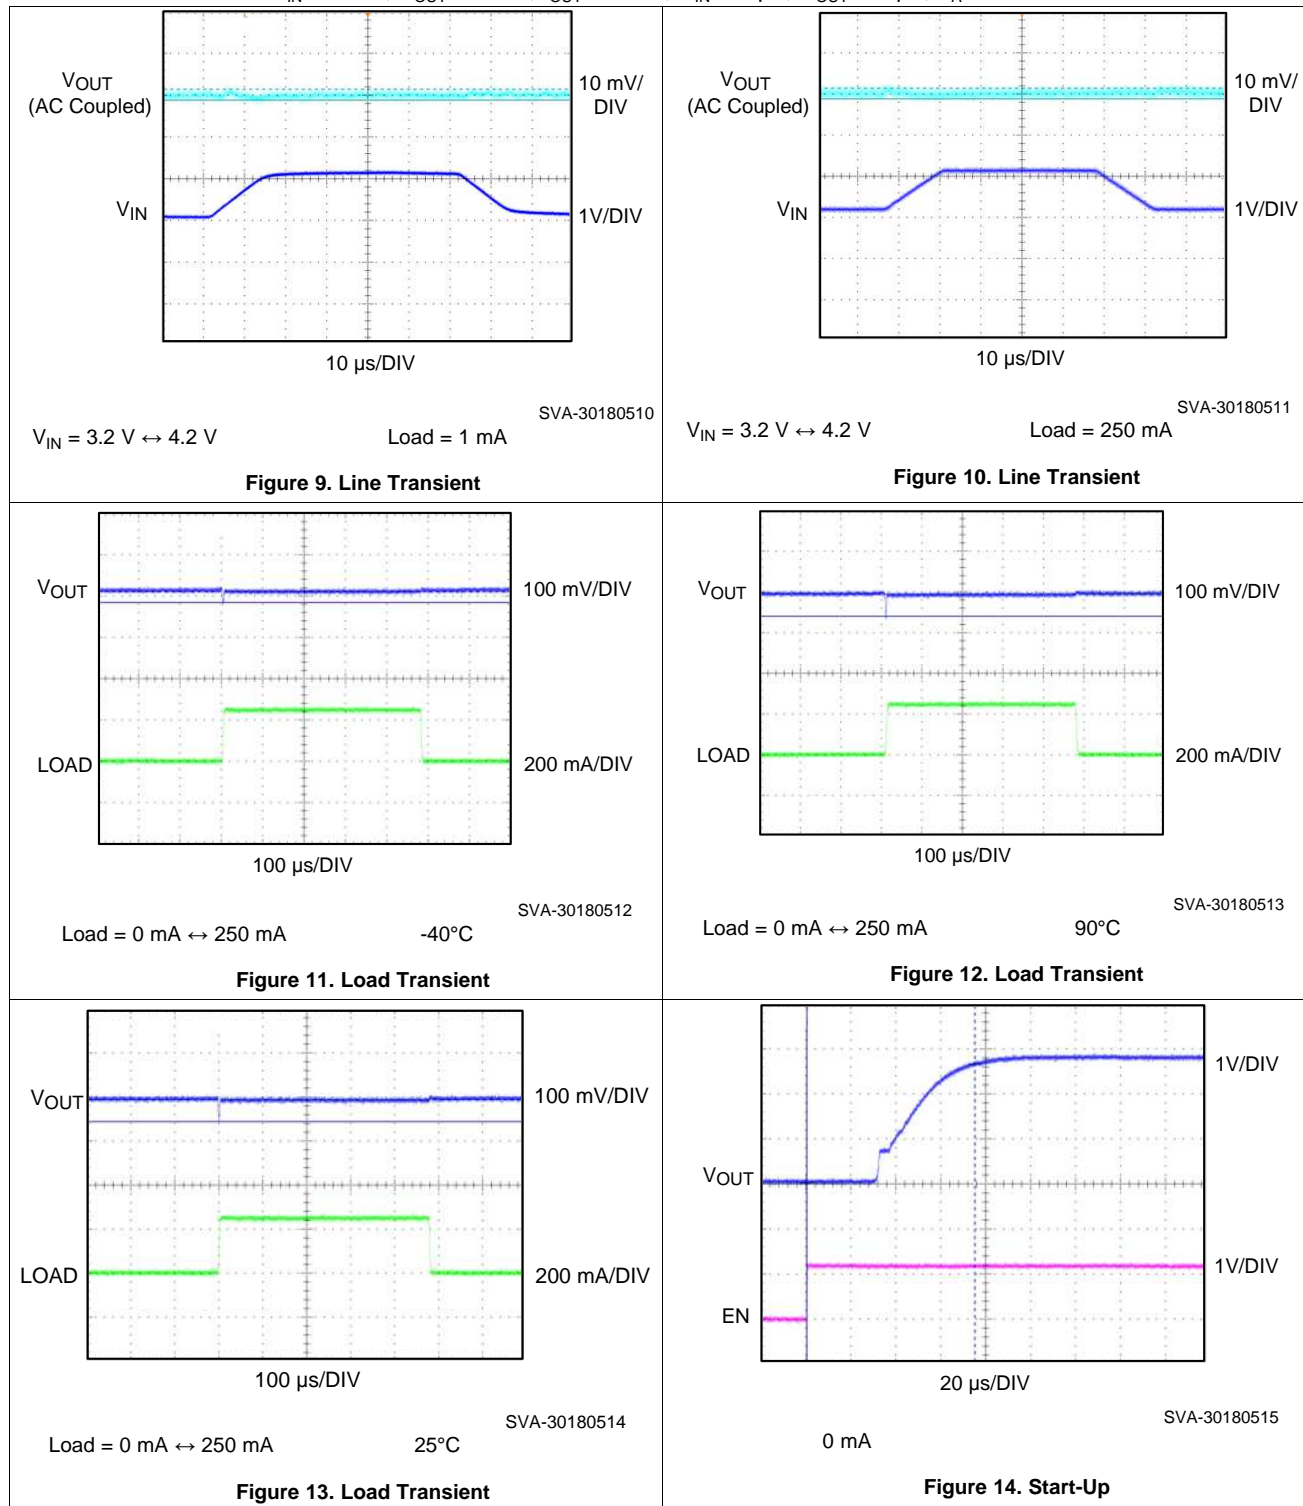 VOUT
(AC Coupled)
10 mV/
DIV
VIN
1V/DIV
10 µs/DIV
SVA-30180510
VIN = 3.2 V ↔ 4.2 V
Load = 1 mA
Figure 9. Line Transient
VOUT
(AC Coupled)
10 mV/
DIV
VIN
1V/DIV
10 µs/DIV
SVA-30180511
VIN = 3.2 V ↔ 4.2 V
Load = 250 mA
Figure 10. Line Transient
VOUT
100 mV/DIV
LOAD
200 mA/DIV
100 µs/DIV
SVA-30180512
Load = 0 mA ↔ 250 mA
-40°C
Figure 11. Load Transient
VOUT
100 mV/DIV
LOAD
200 mA/DIV
100 µs/DIV
SVA-30180513
Load = 0 mA ↔ 250 mA
90°C
Figure 12. Load Transient
VOUT
100 mV/DIV
LOAD
200 mA/DIV
100 µs/DIV
SVA-30180514
Load = 0 mA ↔ 250 mA
25°C
Figure 13. Load Transient
1V/DIV
VOUT
1V/DIV
EN
20 µs/DIV
SVA-30180515
0 mA
Figure 14. Start-Up